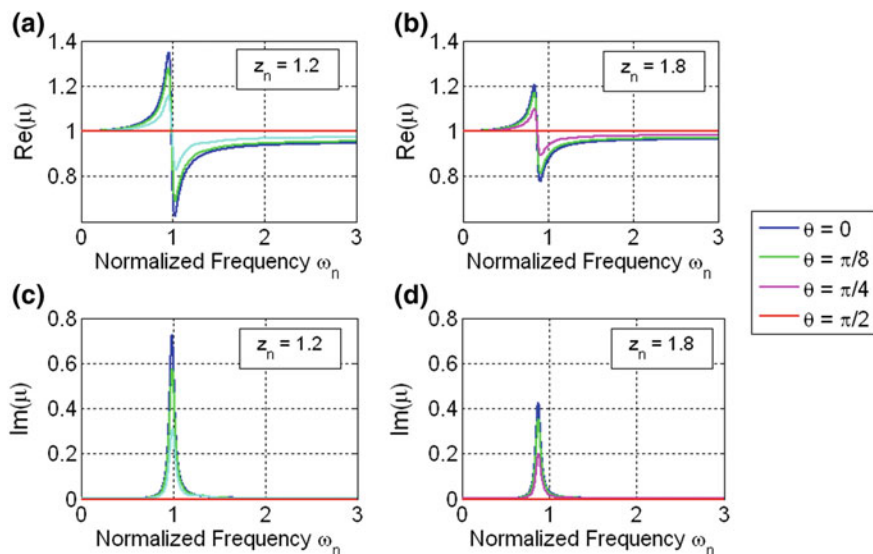 (a)
1.4
1.2
1
0.8
Re(μ)
z_n = 1.2
0 1 2 3
Normalized Frequency ω_n
(b)
1.4
1.2
1
0.8
Re(μ)
z_n = 1.8
0 1 2 3
Normalized Frequency ω_n
(c)
0.8
0.6
0.4
0.2
0
Im(μ)
z_n = 1.2
0 1 2 3
Normalized Frequency ω_n
(d)
0.8
0.6
0.4
0.2
0
Im(μ)
z_n = 1.8
0 1 2 3
Normalized Frequency ω_n
θ = 0
θ = π/8
θ = π/4
θ = π/2